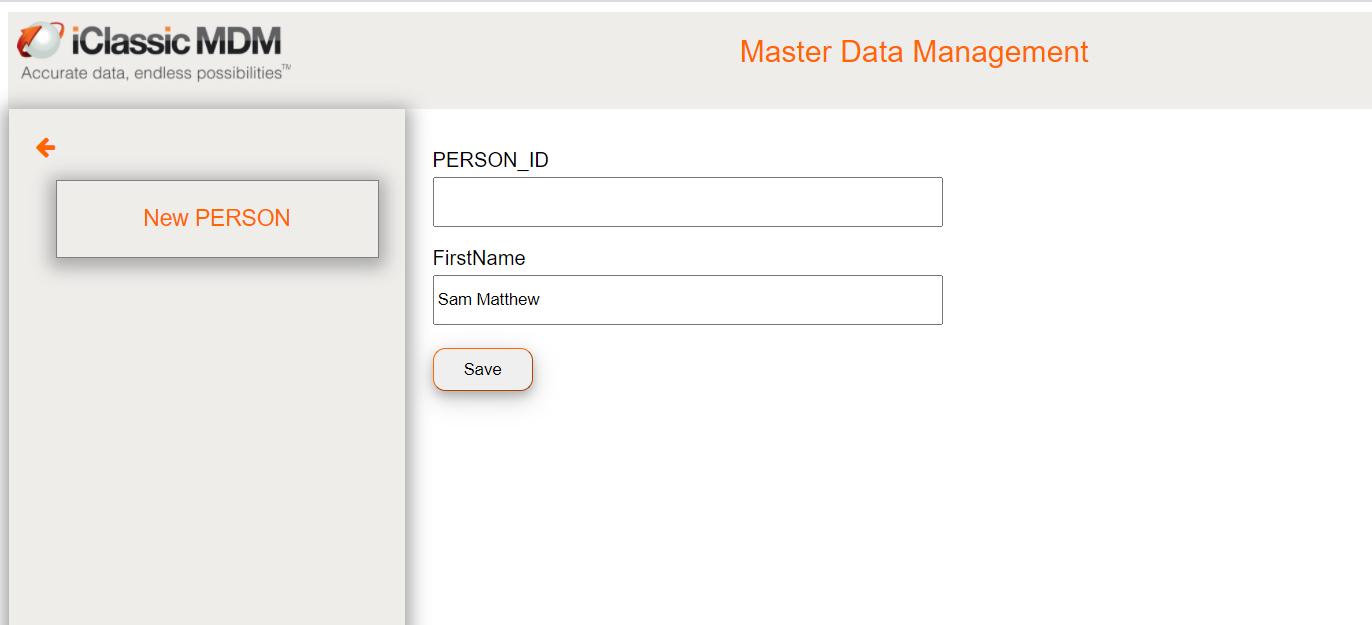 iClassic MDM
Accurate data, endless possibilities™
Master Data Management
New PERSON
PERSON_ID
FirstName
Sam Matthew
Save